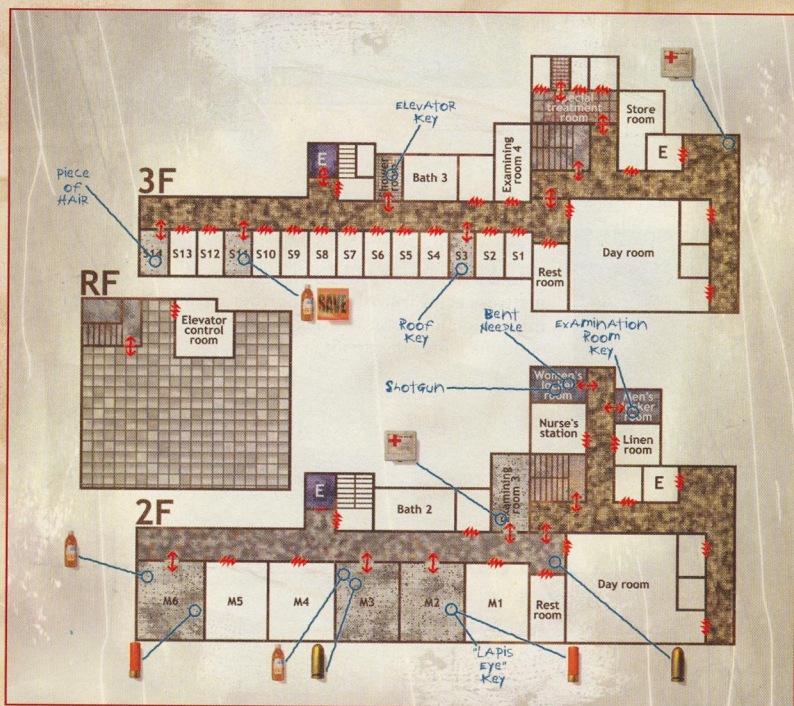 Special
treatment
room
Store
room
ELEVATOR
KEY
E
Shower
room
Bath 3
Examining
room 4
E
PIECE
OF
HAIR
3F
S14
S13
S12
S11
S10
S9
S8
S7
S6
S5
S4
S3
S2
S1
Rest
room
Day room
SAVE
RF
Elevator
control
room
ROOF
KEY
BENT
NEEDLE
EXAMINATION
ROOM
KEY
SHOTGUN
Women's
locker
room
Men's
locker
room
Nurse's
station
Linen
room
E
Examining
room 3
E
2F
Bath 2
M6
M5
M4
M3
M2
M1
Rest
room
Day room
"LAPIS
EYE"
KEY